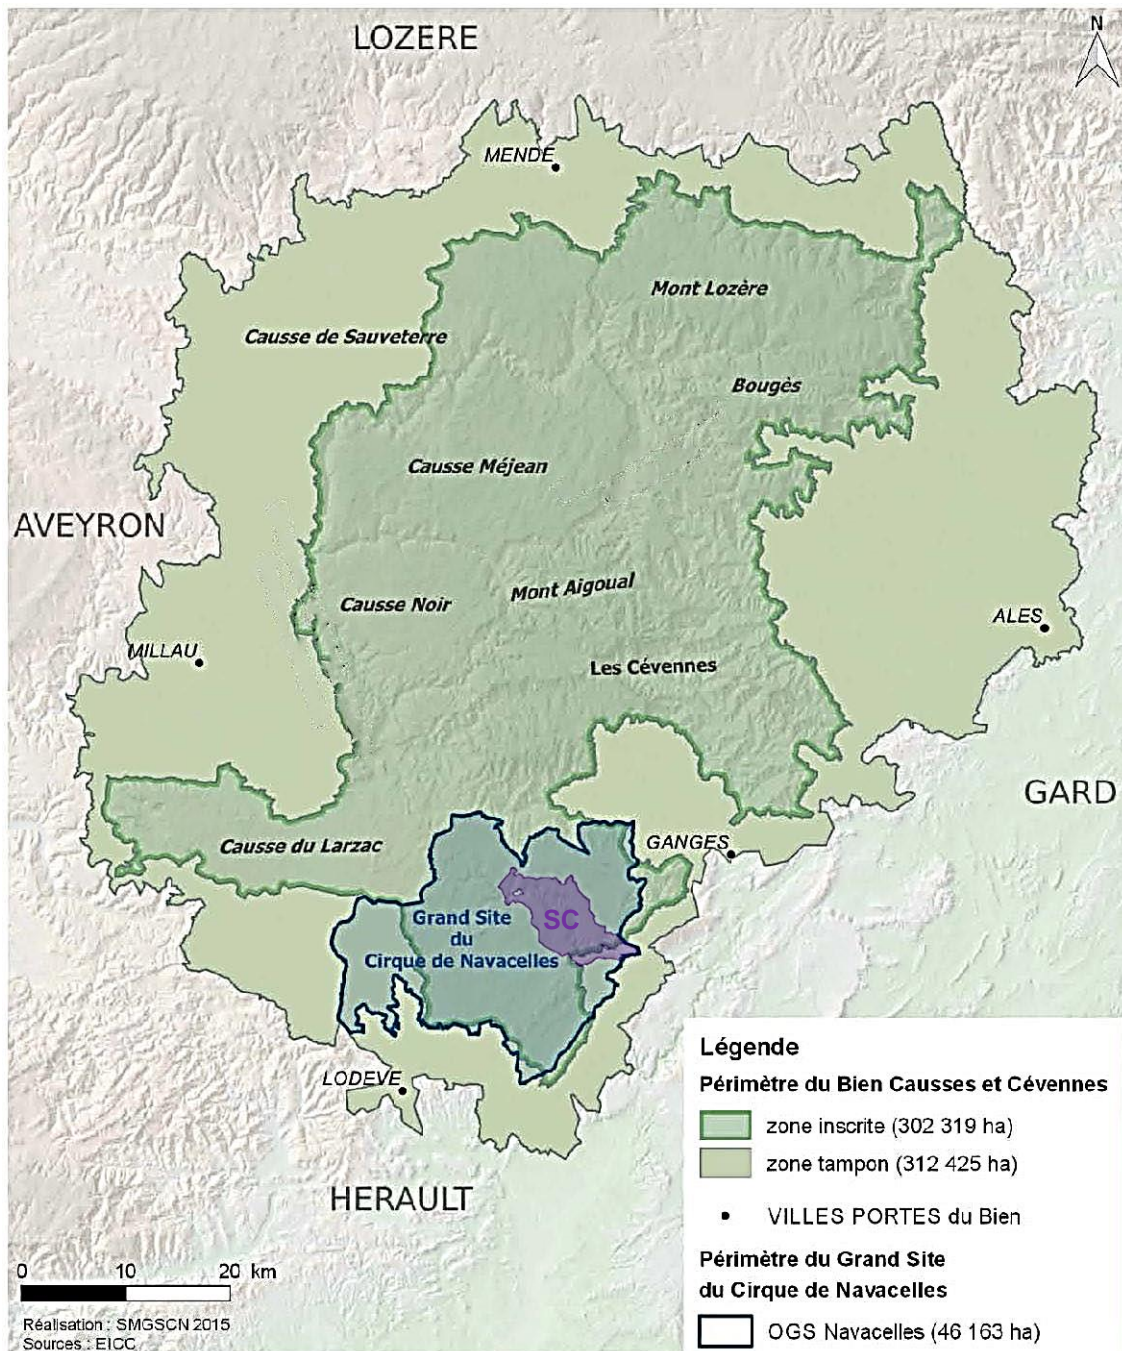 LOZERE
N
MENDE
Mont Lozère
Causse de Sauveterre
Bougès
Causse Méjean
AVEYRON
Mont Aigoual
Causse Noir
ALES
MILLAU
Les Cévennes
GARD
Causse du Larzac
GANGES
SC
Grand Site
du
Cirque de Navacelles
LODEVE
HERAULT
Légende
Périmètre du Bien Causses et Cévennes
zone inscrite (302 319 ha)
zone tampon (312 425 ha)
VILLES PORTES du Bien
Périmètre du Grand Site
du Cirque de Navacelles
OGS Navacelles (46 163 ha)
0 10 20 km
Réalisation : SMGSCN 2015
Sources : EICC